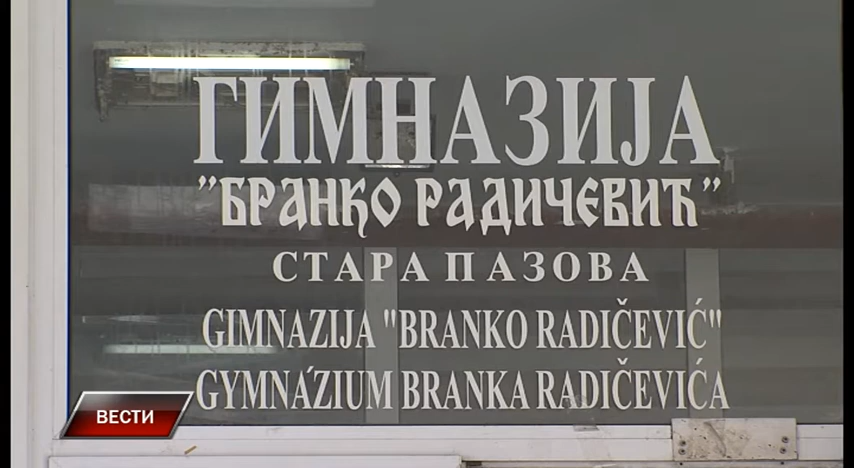 ГИМНАЗИЈА
"БРАНКО РАДИЧЕВИЋ"
СТАРА ПАЗОВА
GIMNAZIJA "BRANKO RADIČEVIĆ"
GYMNÁZIUM BRANKA RADIČEVIĆA
ВЕСТИ